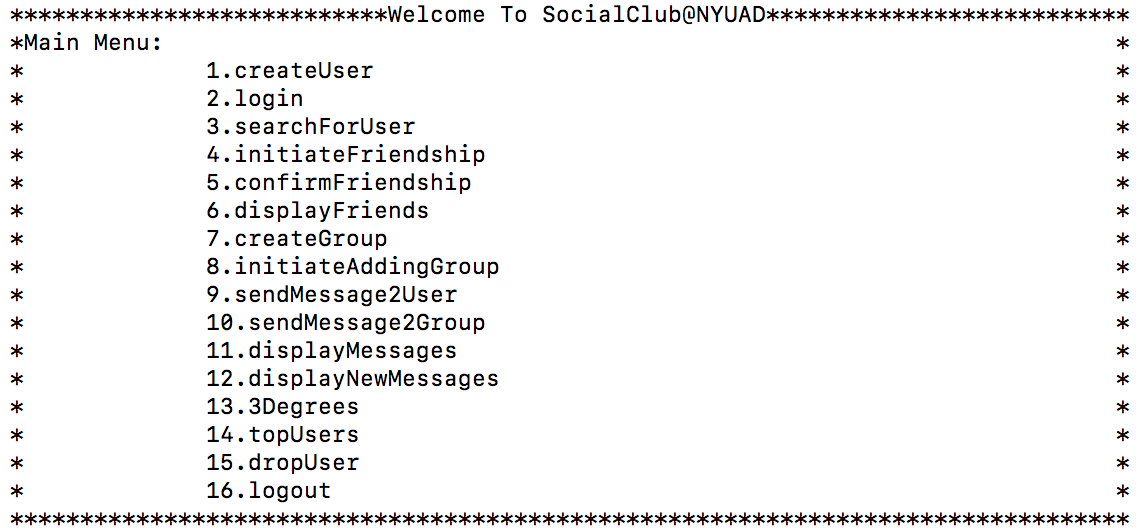 ***************************Welcome To SocialClub@NYUAD**************************
*Main Menu:                                                                    *
*             1.createUser                                                     *
*             2.login                                                          *
*             3.searchForUser                                                  *
*             4.initiateFriendship                                             *
*             5.confirmFriendship                                              *
*             6.displayFriends                                                 *
*             7.createGroup                                                    *
*             8.initiateAddingGroup                                            *
*             9.sendMessage2User                                               *
*             10.sendMessage2Group                                             *
*             11.displayMessages                                               *
*             12.displayNewMessages                                            *
*             13.3Degrees                                                      *
*             14.topUsers                                                      *
*             15.dropUser                                                      *
*             16.logout                                                        *
********************************************************************************